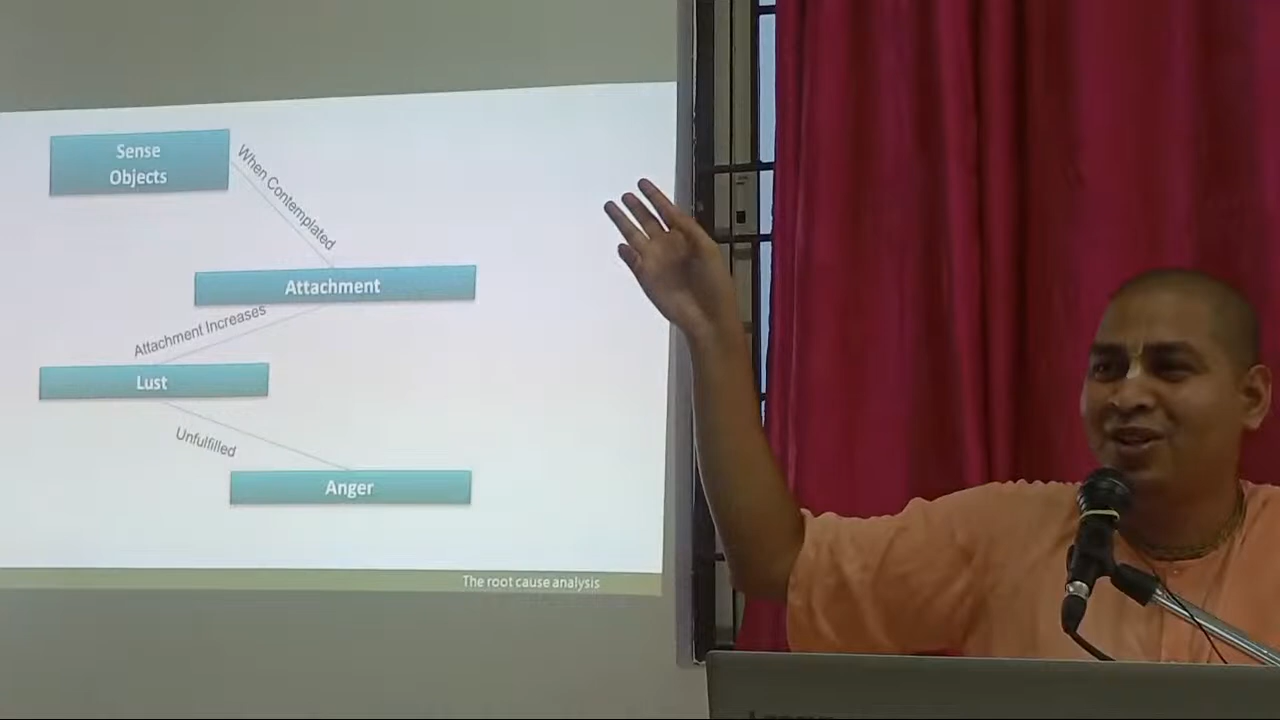 Sense
Objects
When Contemplated
Attachment
Attachment Increases
Lust
Unfulfilled
Anger
The root cause analysis